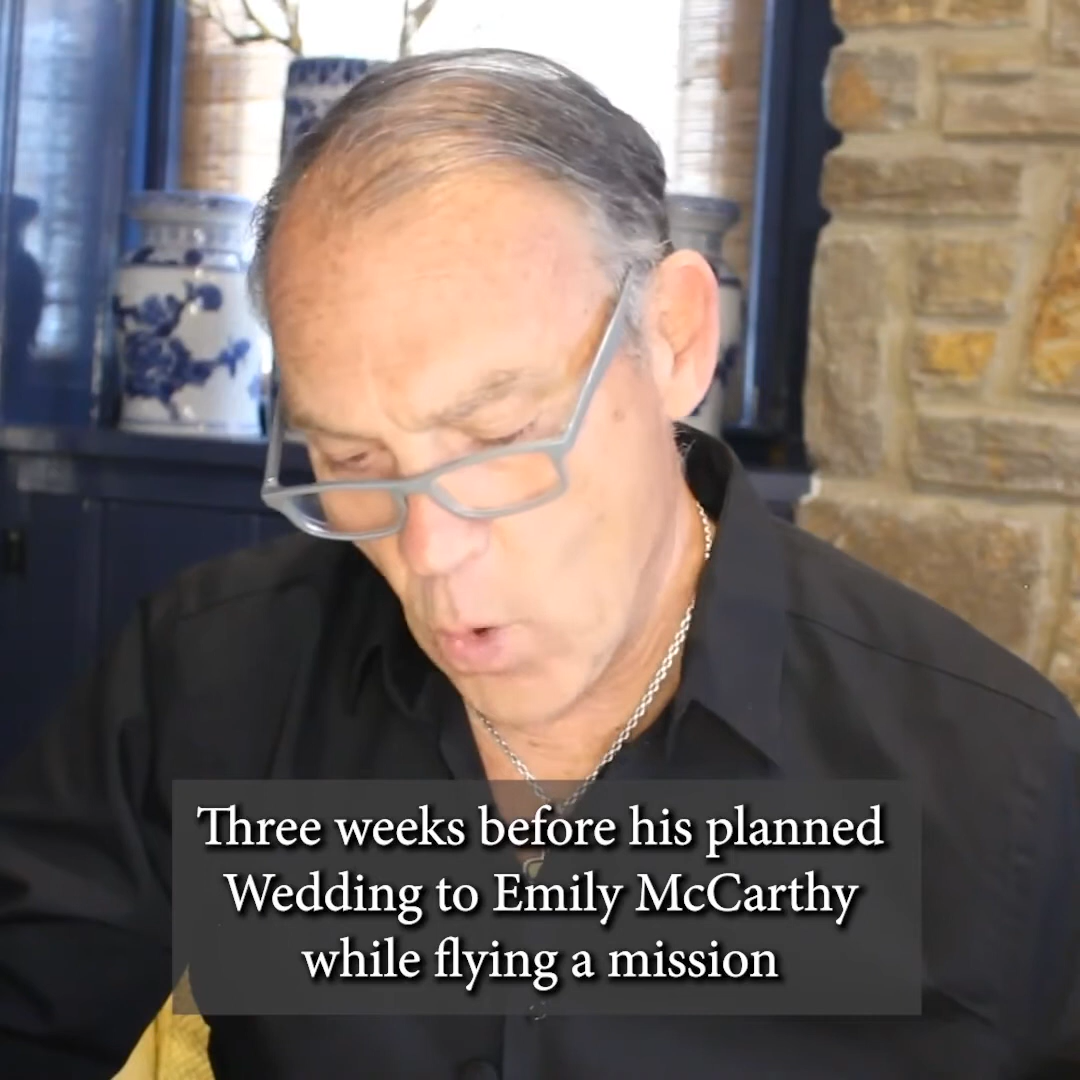 Three weeks before his planned
Wedding to Emily McCarthy
while flying a mission